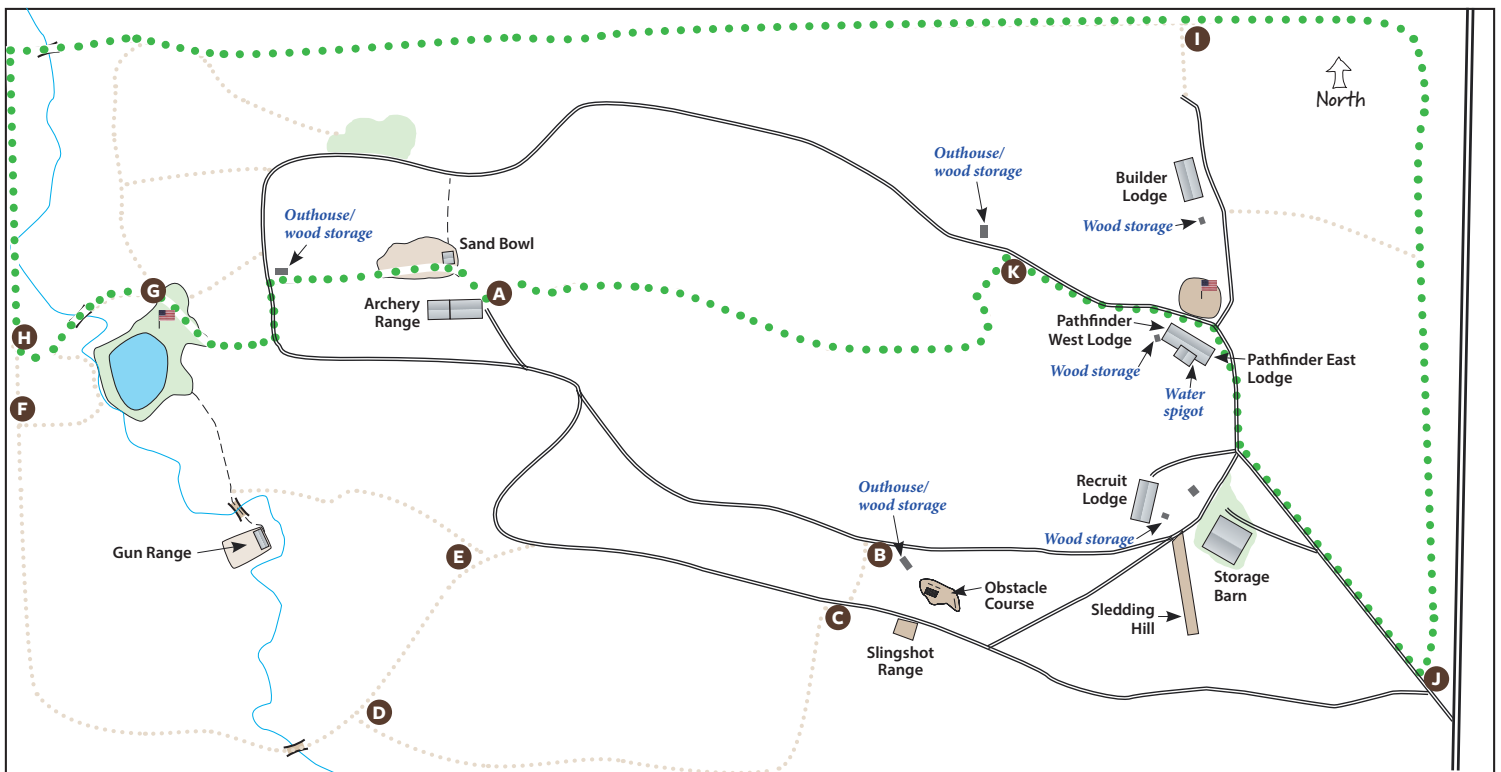 I
North
Outhouse/
wood storage
Builder
Lodge
Wood storage
Outhouse/
wood storage
Sand Bowl
K
G
A
Archery
Range
Pathfinder
West Lodge
Wood storage
Pathfinder East
Lodge
Water
spigot
H
F
Recruit
Lodge
Wood storage
Outhouse/
wood storage
Gun Range
E
B
Obstacle
Course
Storage
Barn
Sledding
Hill
C
Slingshot
Range
J
D